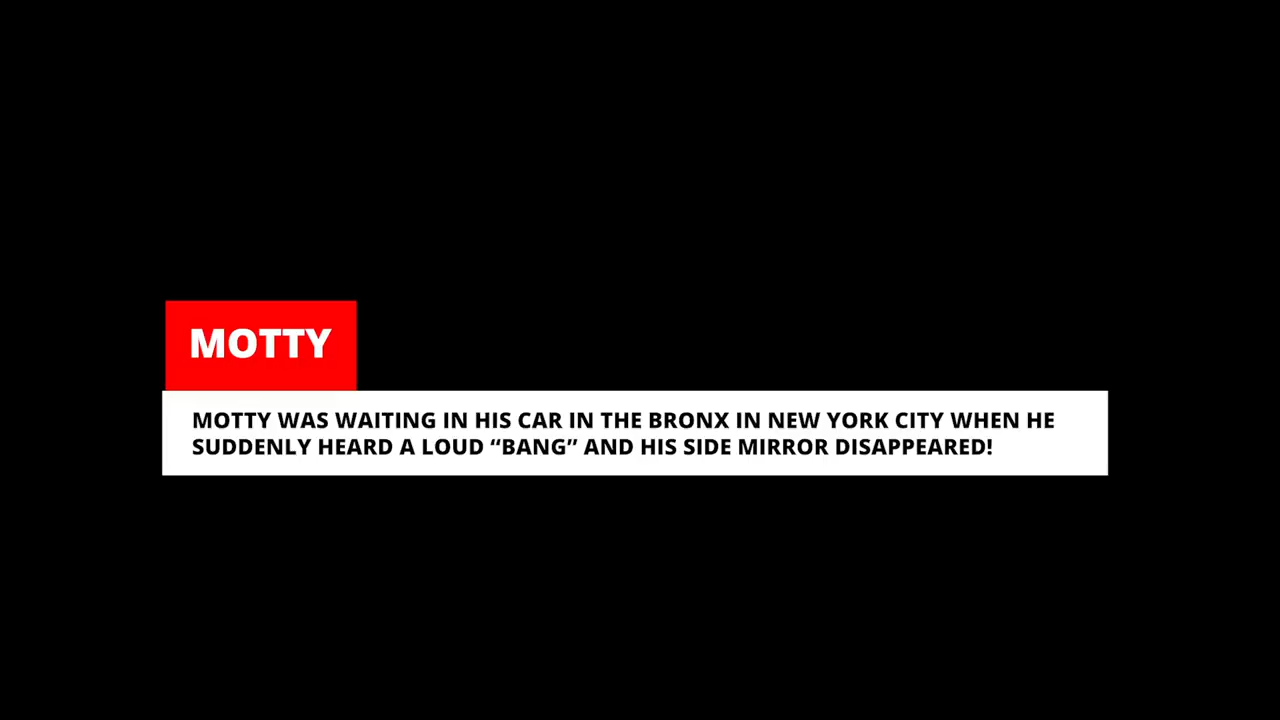 MOTTY
MOTTY WAS WAITING IN HIS CAR IN THE BRONX IN NEW YORK CITY WHEN HE
SUDDENLY HEARD A LOUD “BANG” AND HIS SIDE MIRROR DISAPPEARED!